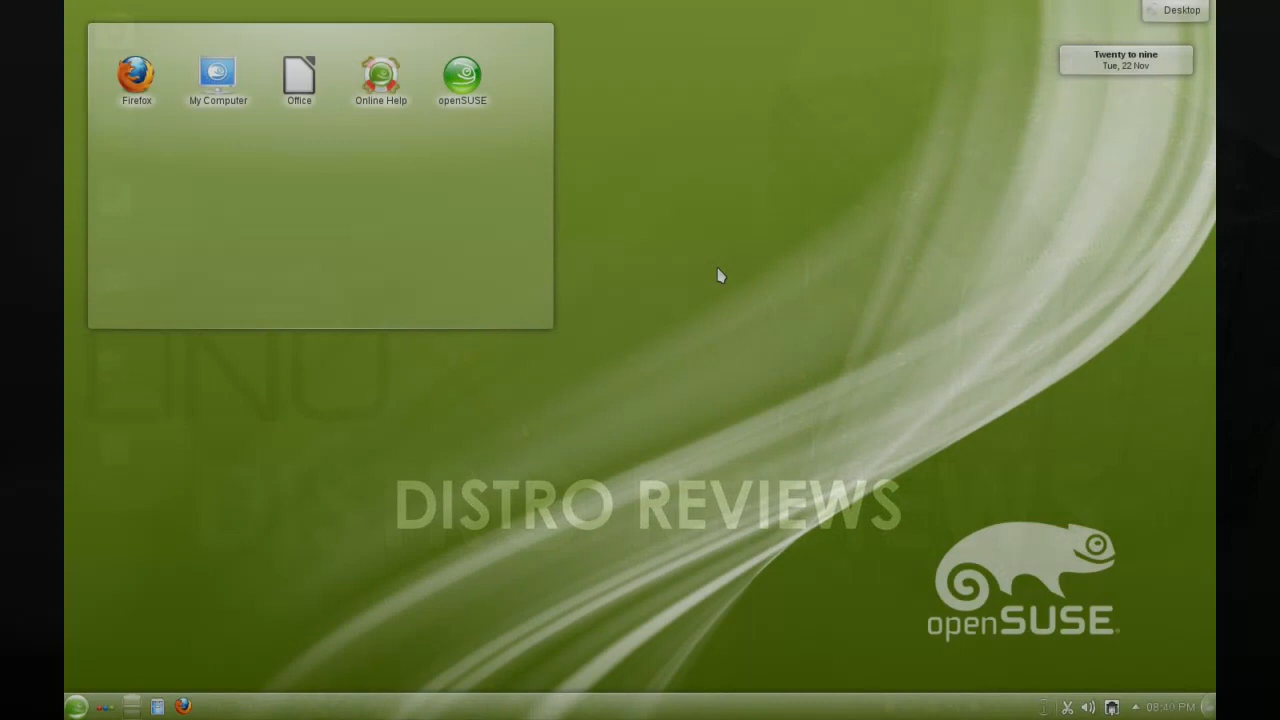 Desktop
Twenty to nine
Tue, 22 Nov
Firefox
My Computer
Office
Online Help
openSUSE
LINU
DISTRO REVIEWS
openSUSE
08:40 PM